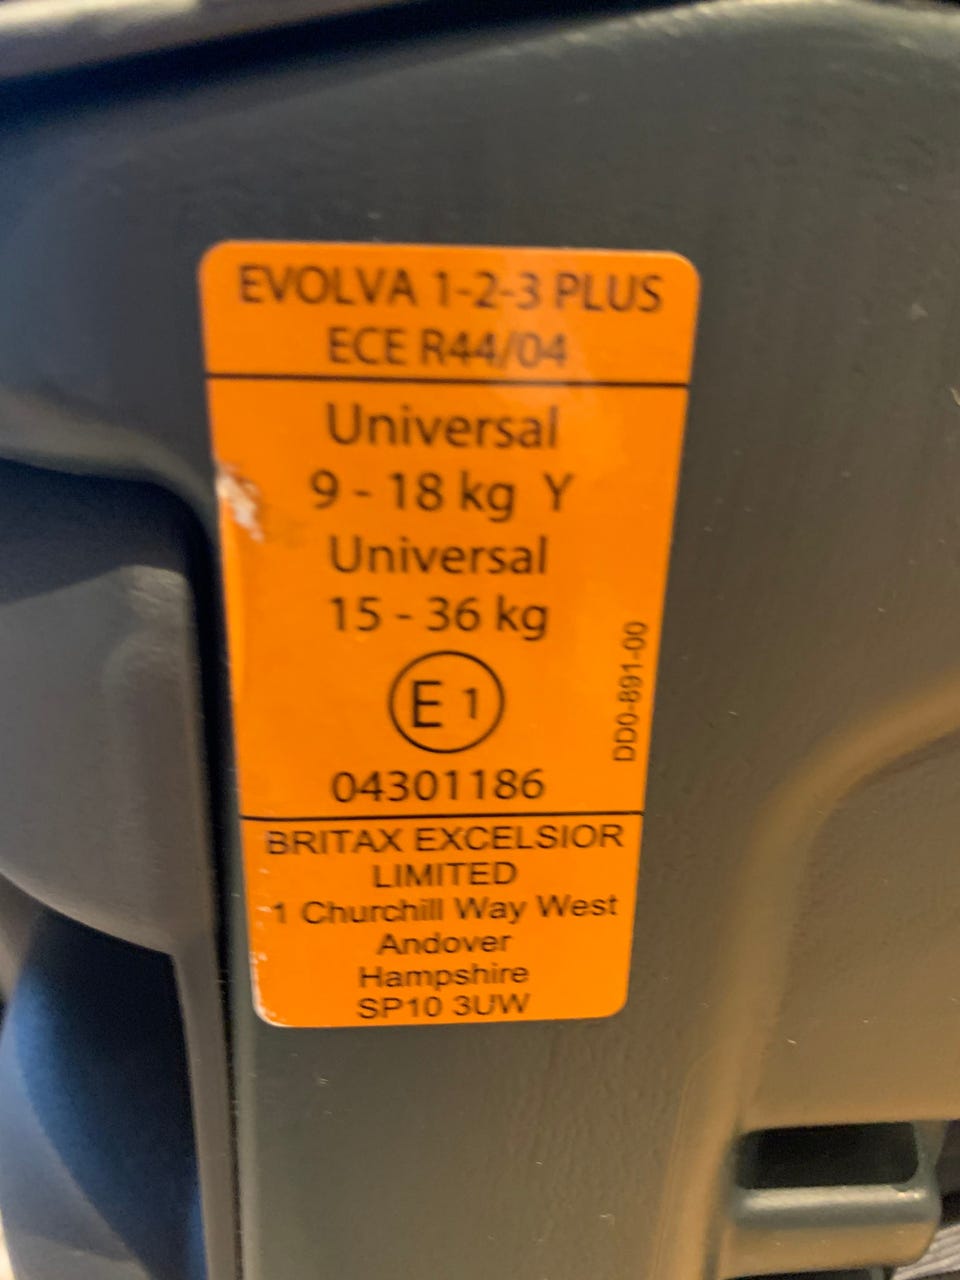 EVOLVA 1-2-3 PLUS
ECE R44/04
Universal
9 - 18 kg Y
Universal
15 - 36 kg
E 1
04301186
DD0-891-00
BRITAX EXCELSIOR
LIMITED
1 Churchill Way West
Andover
Hampshire
SP10 3UW